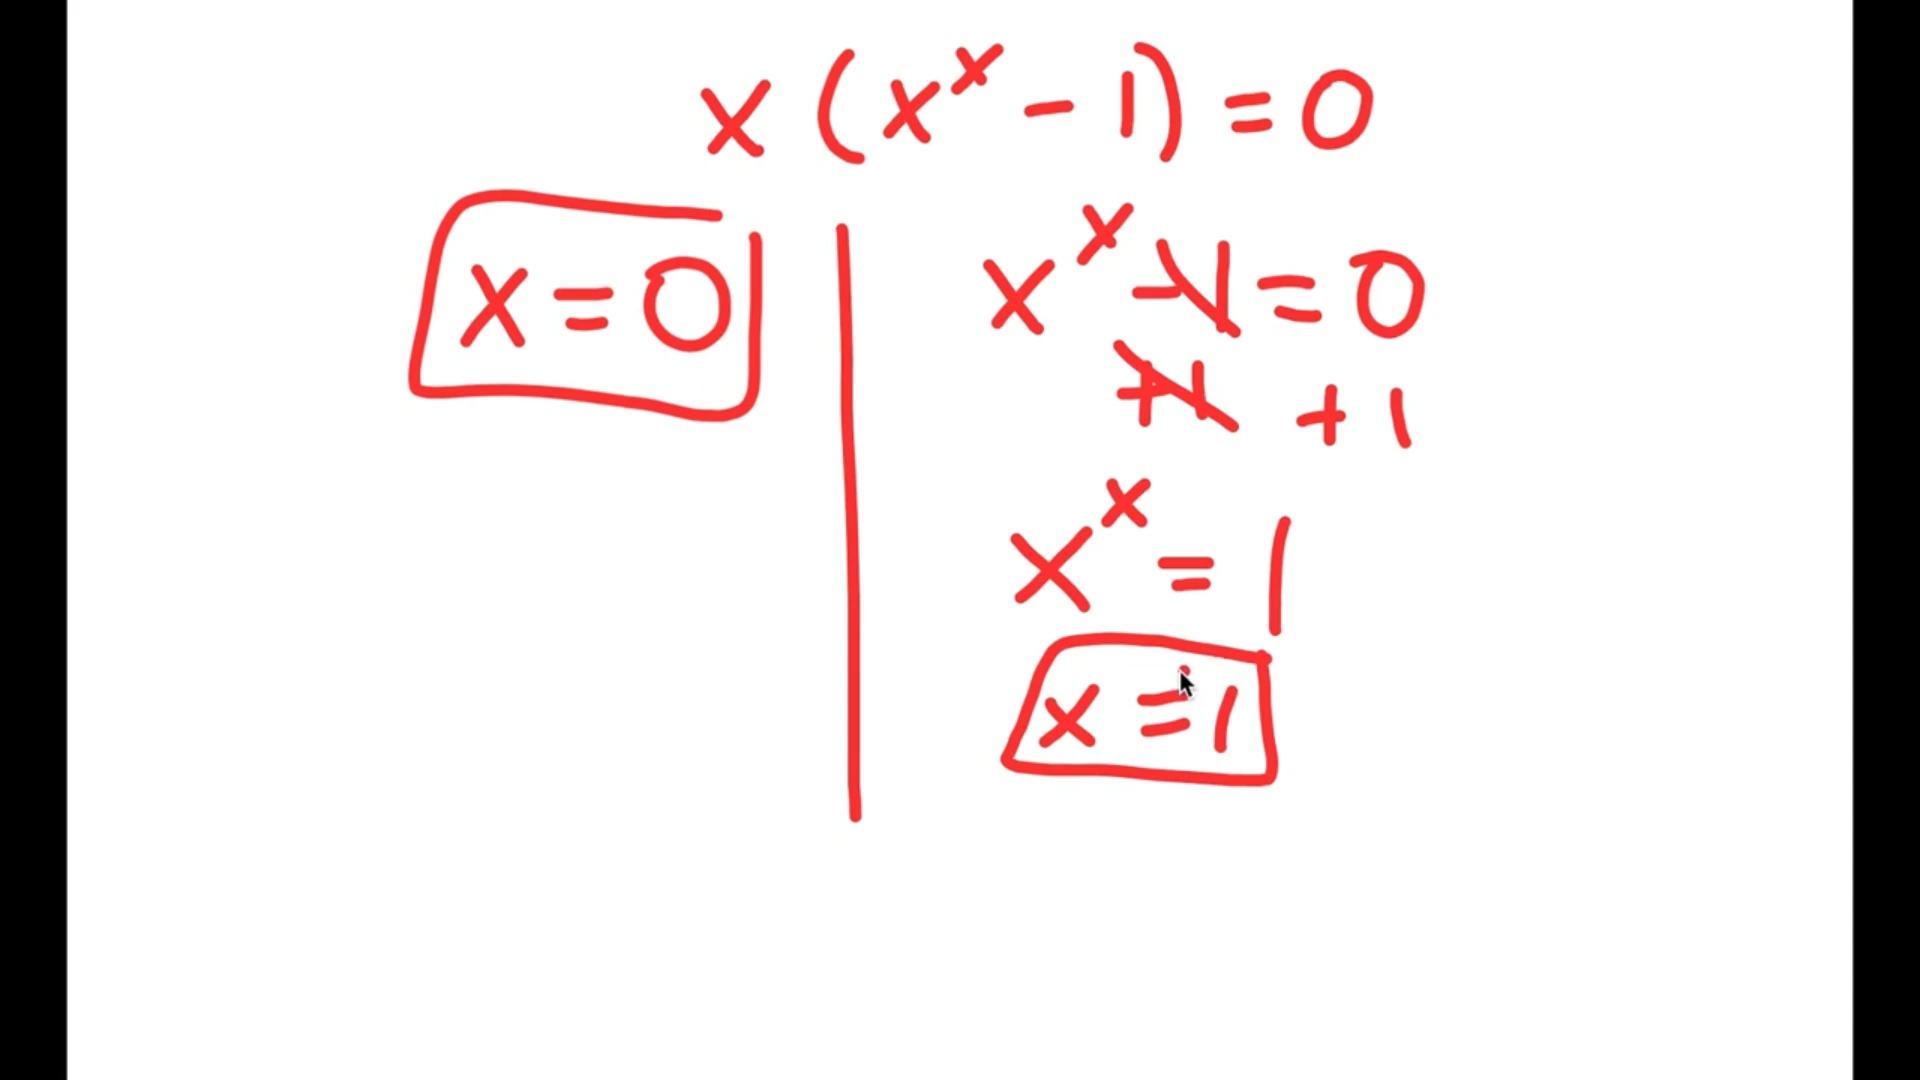 x (x^x - 1) = 0
x = 0
x^x - 1 = 0
+1 + 1
x^x = 1
x = 1